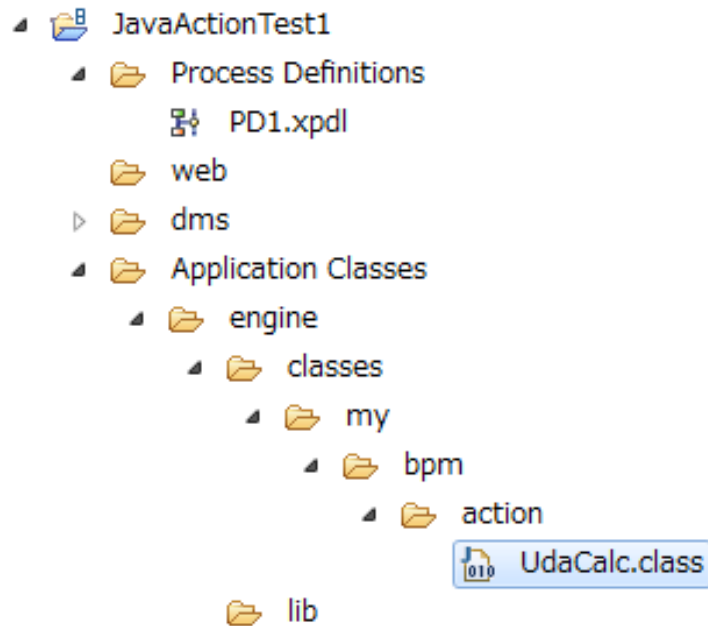 JavaActionTest1
Process Definitions
PD1.xpdl
web
dms
Application Classes
engine
classes
my
bpm
action
UdaCalc.class
lib